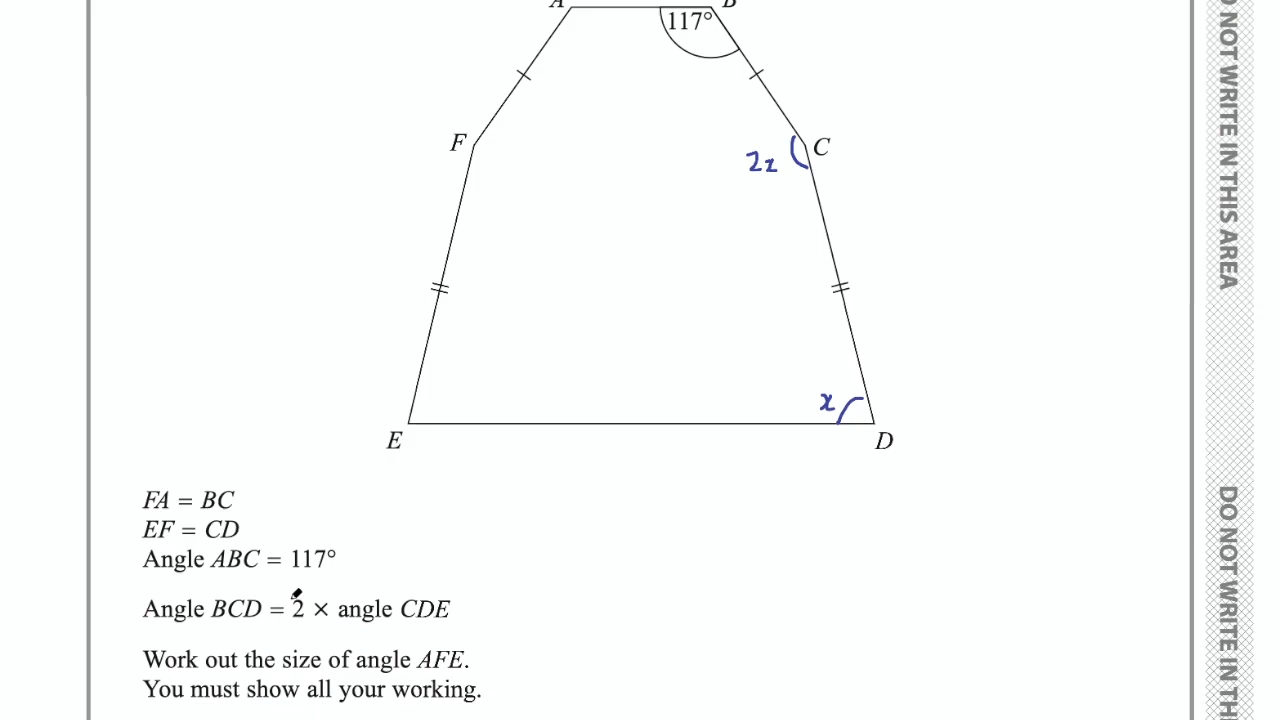 A B
117°
F
C
2x
x
E
D
FA = BC
EF = CD
Angle ABC = 117°
Angle BCD = 2 × angle CDE
Work out the size of angle AFE.
You must show all your working.
O NOT WRITE IN THIS AREA
DO NOT WRITE IN TH